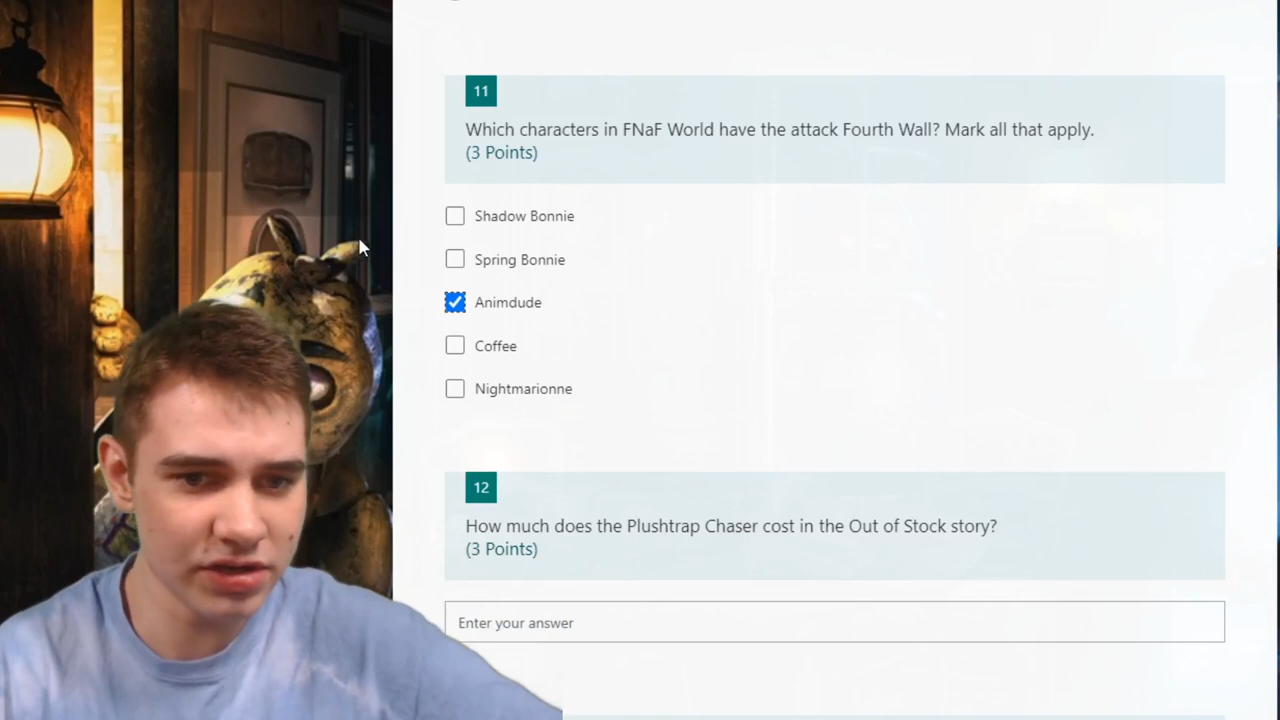 11
Which characters in FNaF World have the attack Fourth Wall? Mark all that apply.
(3 Points)
Shadow Bonnie
Spring Bonnie
Animdude
Coffee
Nightmarionne
12
How much does the Plushtrap Chaser cost in the Out of Stock story?
(3 Points)
Enter your answer